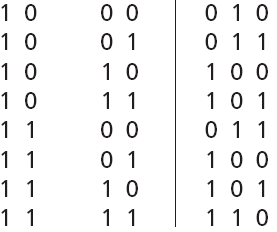 1 0 0 0 0 1 0
1 0 0 1 0 1 1
1 0 1 0 1 0 0
1 0 1 1 1 0 1
1 1 0 0 0 1 1
1 1 0 1 1 0 0
1 1 1 0 1 0 1
1 1 1 1 1 1 0